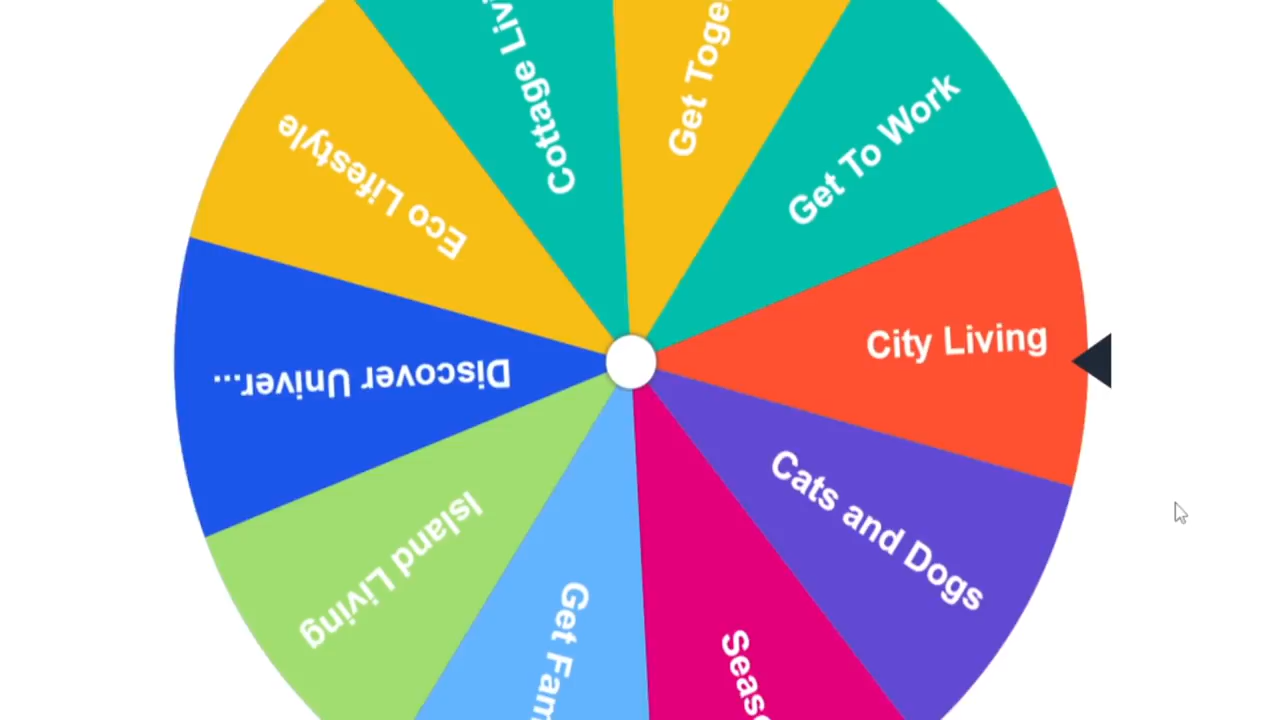 Cottage Liv
Get Toge
Get To Work
Eco Lifestyle
City Living
Discover Univer...
Cats and Dogs
Island Living
Get Fam
Seas